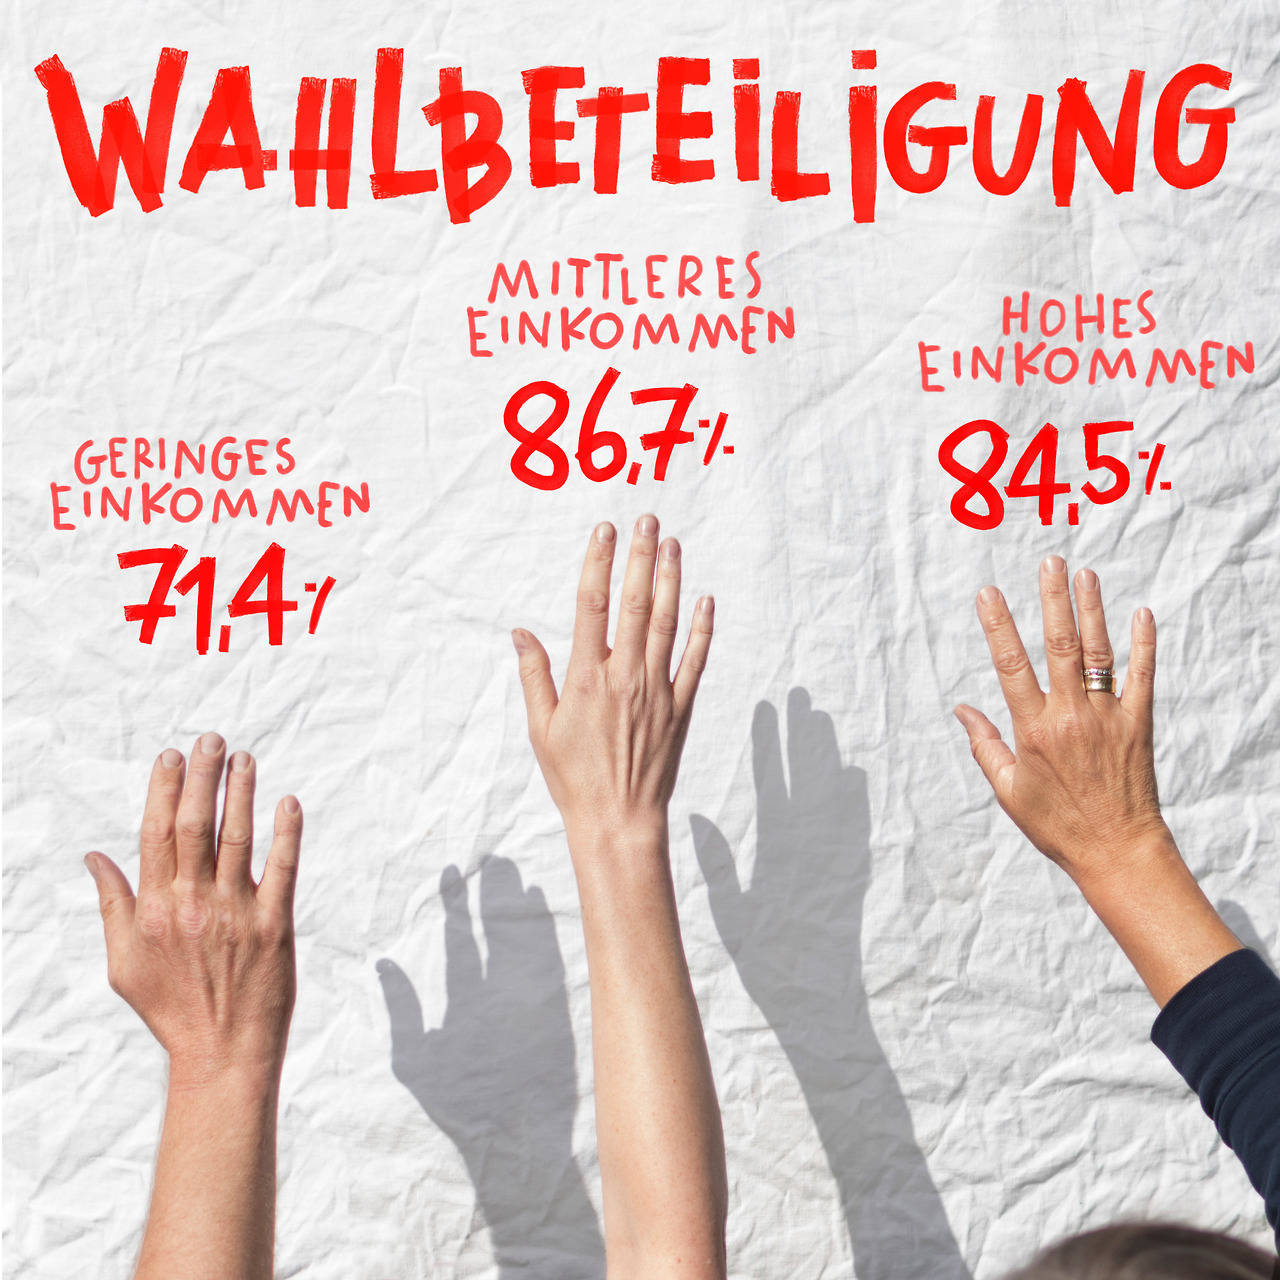 WAHLBETEILIGUNG
MITTLERES
EINKOMMEN
86,7%
HOHES
EINKOMMEN
84,5%
GERINGES
EINKOMMEN
71,4%